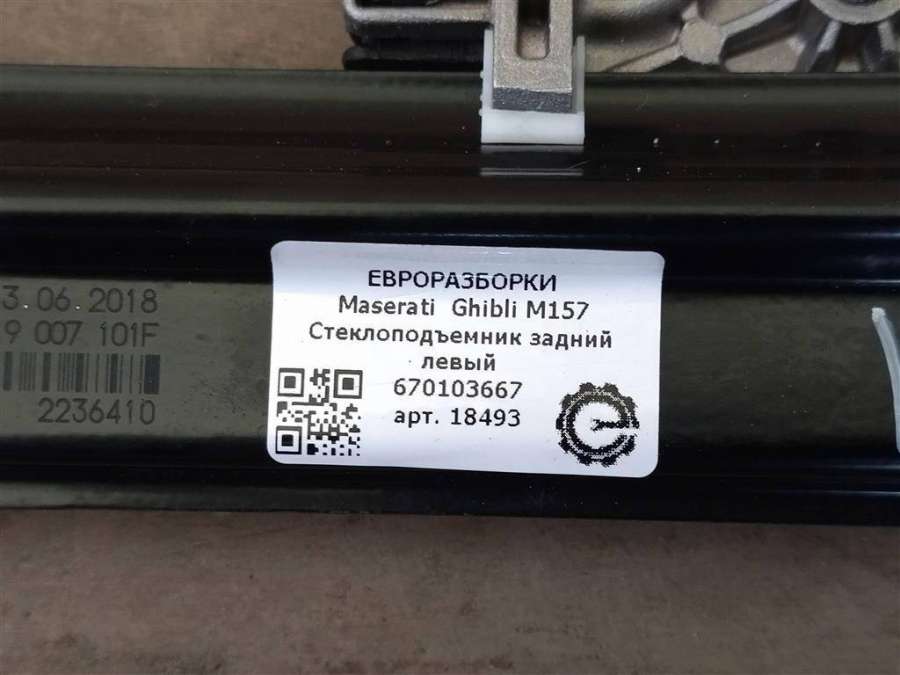 3.06.2018
9 007 101F
2236410
ЕВРОРАЗБОРКИ
Maserati Ghibli M157
Стеклоподъемник задний
левый
670103667
арт. 18493